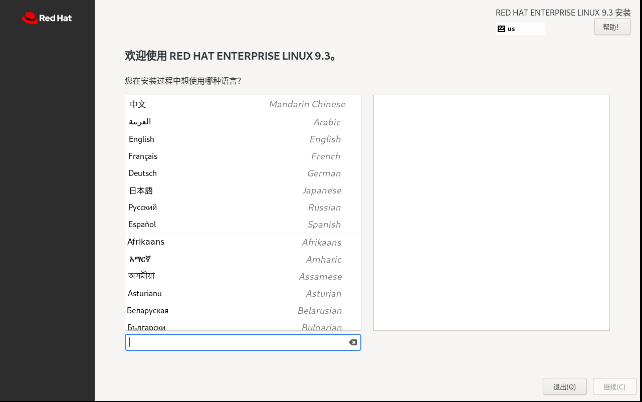 Red Hat
RED HAT ENTERPRISE LINUX 9.3 安装
us
帮助!
欢迎使用 RED HAT ENTERPRISE LINUX 9.3。
您在安装过程中想使用哪种语言?
中文 Mandarin Chinese
العربية Arabic
English English
Français French
Deutsch German
日本語 Japanese
Русский Russian
Español Spanish
Afrikaans Afrikaans
አማርኛ Amharic
অসমীয়া Assamese
Asturianu Asturian
Беларуская Belarusian
Български Bulgarian
退出(Q)
继续(C)